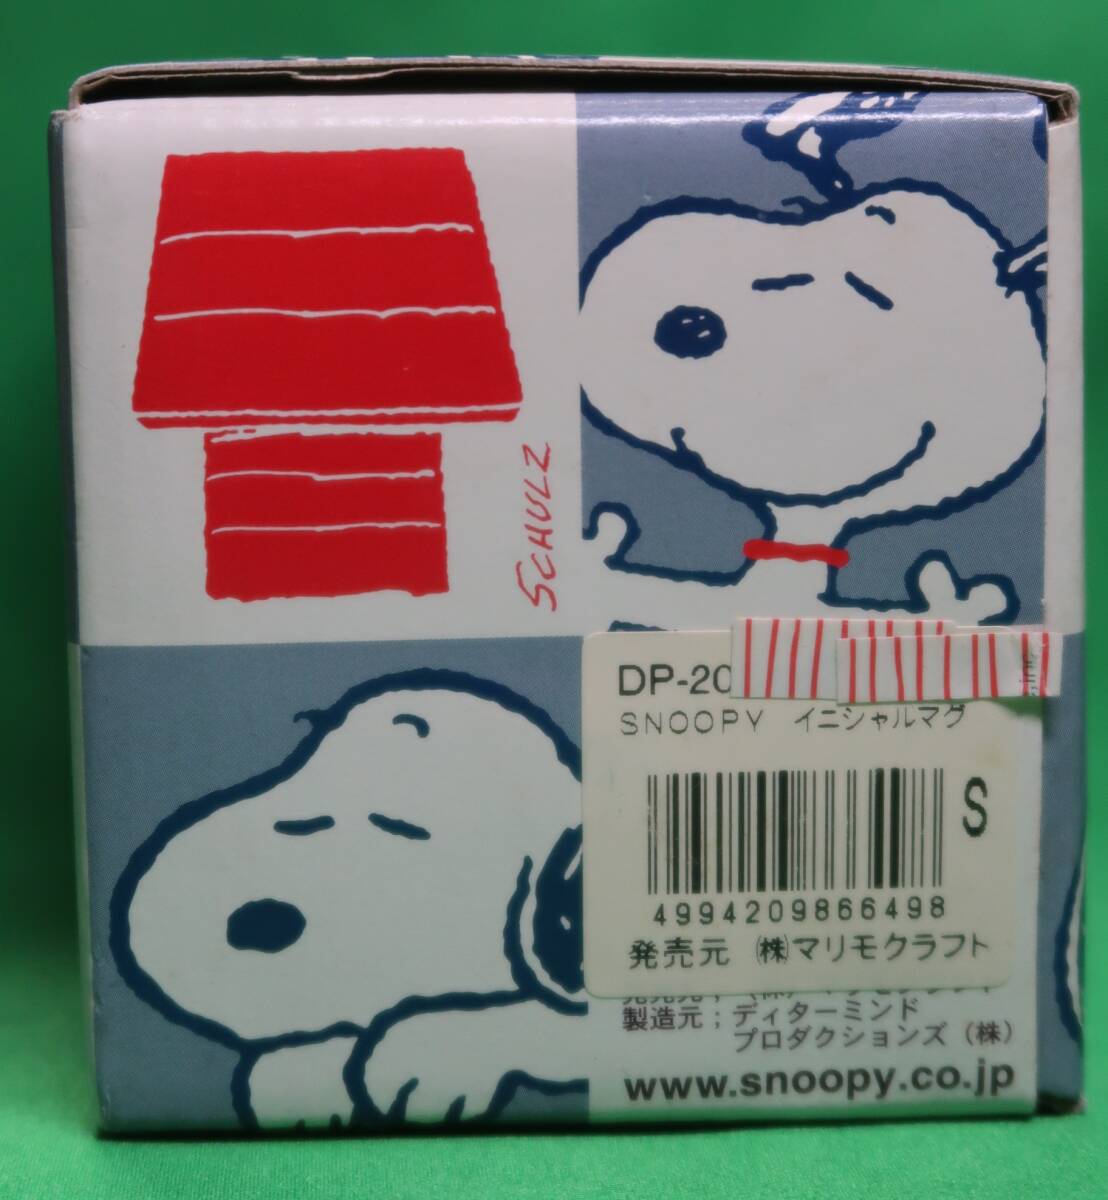 SCHULZ
DP-20
SNOOPY イニシャルマグ
S
4994209866498
発売元 ㈱マリモクラフト
製造元；ディターミンド
プロダクションズ（株）
www.snoopy.co.jp